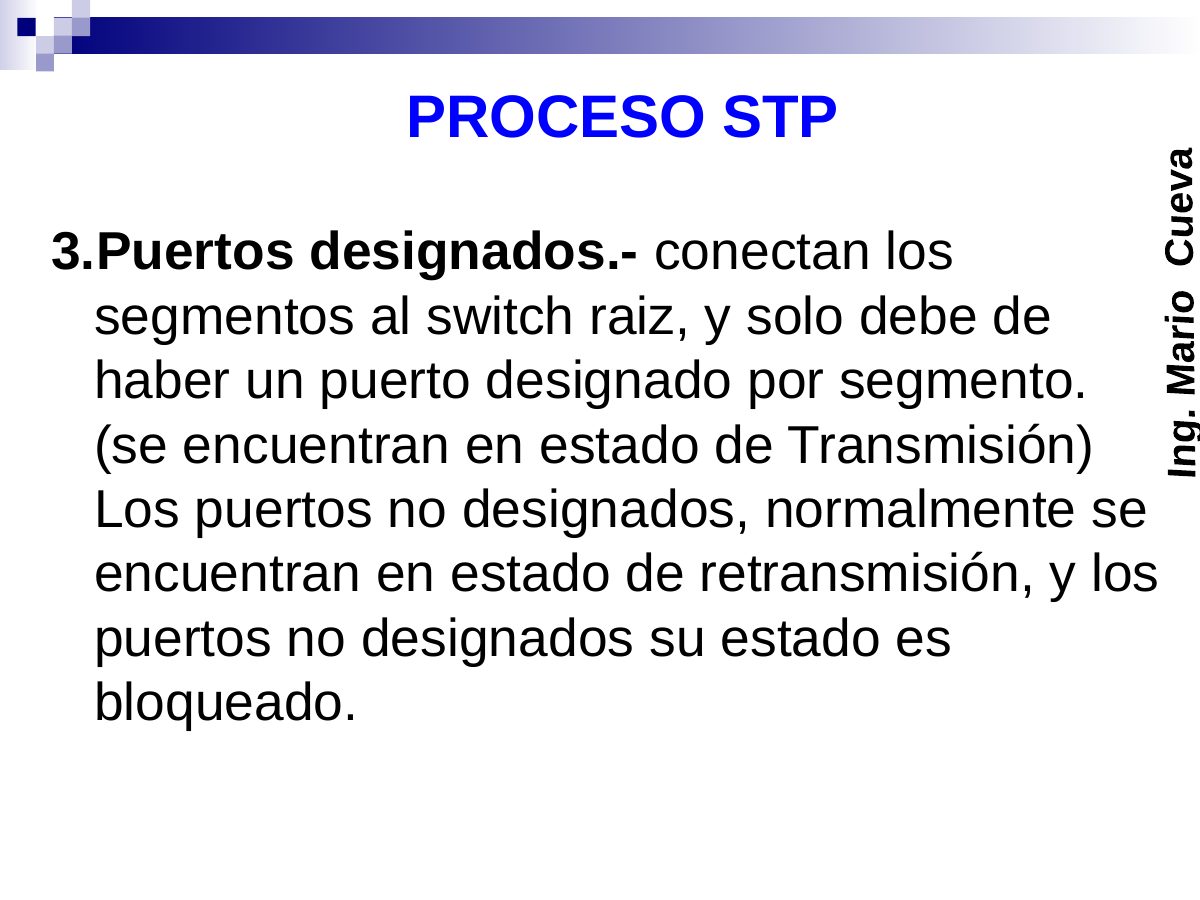 PROCESO STP
3.Puertos designados.- conectan los
segmentos al switch raiz, y solo debe de
haber un puerto designado por segmento.
(se encuentran en estado de Transmisión)
Los puertos no designados, normalmente se
encuentran en estado de retransmisión, y los
puertos no designados su estado es
bloqueado.
Ing. Mario Cueva